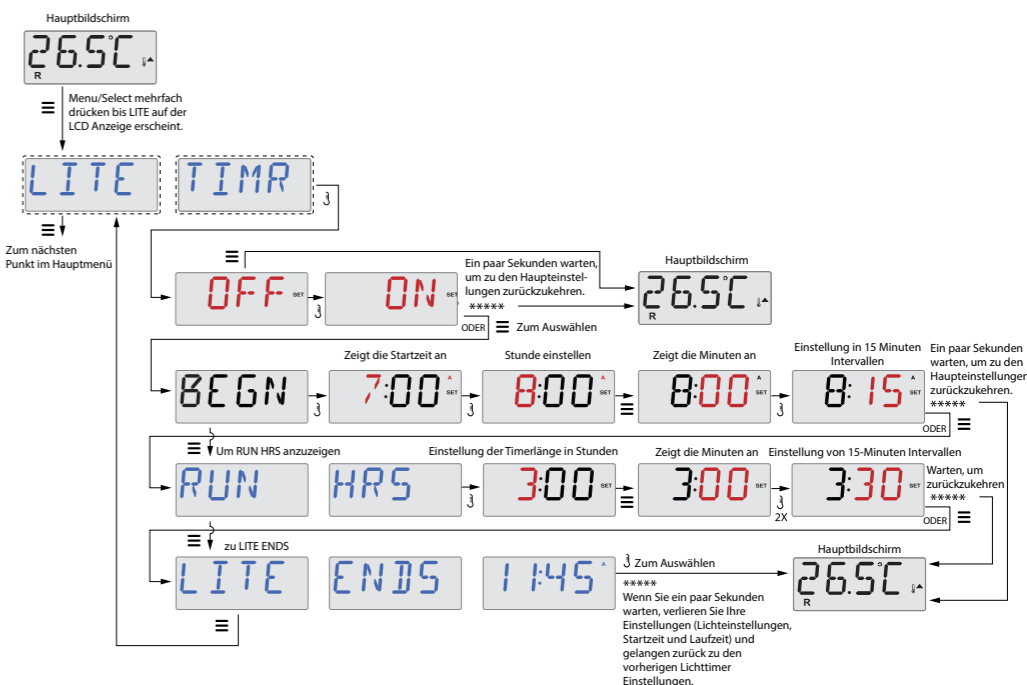 Hauptbildschirm
26.5°C
R
Menu/Select mehrfach
drücken bis LITE auf der
LCD Anzeige erscheint.
LITE TIMR
Zum nächsten
Punkt im Hauptmenü
OFF SET
ON SET
Ein paar Sekunden warten,
um zu den Haupteinstel-
lungen zurückzukehren.
*****
ODER
Zum Auswählen
Hauptbildschirm
26.5°C
R
BEGN
Zeigt die Startzeit an
7:00 A SET
Stunde einstellen
8:00 A SET
Zeigt die Minuten an
8:00 A SET
Einstellung in 15 Minuten
Intervallen
8:15 A SET
Ein paar Sekunden
warten, um zu den
Haupteinstellungen
zurückzukehren.
*****
ODER
Um RUN HRS anzuzeigen
RUN HRS
Einstellung der Timerlänge in Stunden
3:00 SET
Zeigt die Minuten an
3:00 SET
Einstellung von 15-Minuten Intervallen
2X
3:30 SET
Warten, um
zurückzukehren
*****
ODER
zu LITE ENDS
LITE ENDS 11:45 A
Zum Auswählen
*****
Wenn Sie ein paar Sekunden
warten, verlieren Sie Ihre
Einstellungen (Lichteinstellungen,
Startzeit und Laufzeit) und
gelangen zurück zu den
vorherigen Lichttimer
Einstellungen.
Hauptbildschirm
26.5°C
R